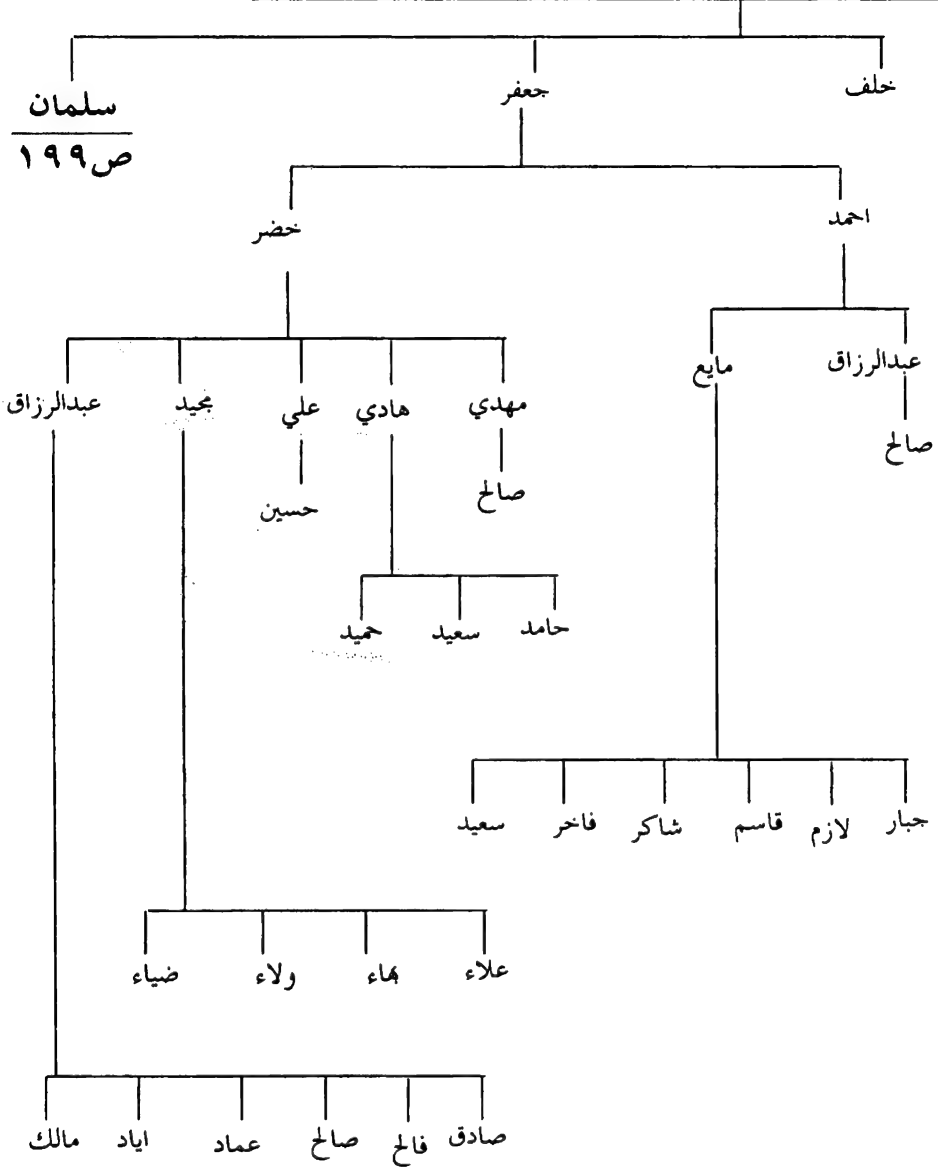 خلف
جعفر
سلمان
ص١٩٩
احمد
خضر
عبدالرزاق
مايع
صالح
مهدي
هادي
علي
مجيد
عبدالرزاق
صالح
حسين
حامد
سعيد
حميد
جبار
لازم
قاسم
شاكر
فاخر
سعيد
علاء
بهاء
ولاء
ضياء
صادق
فالح
صالح
عماد
اياد
مالك